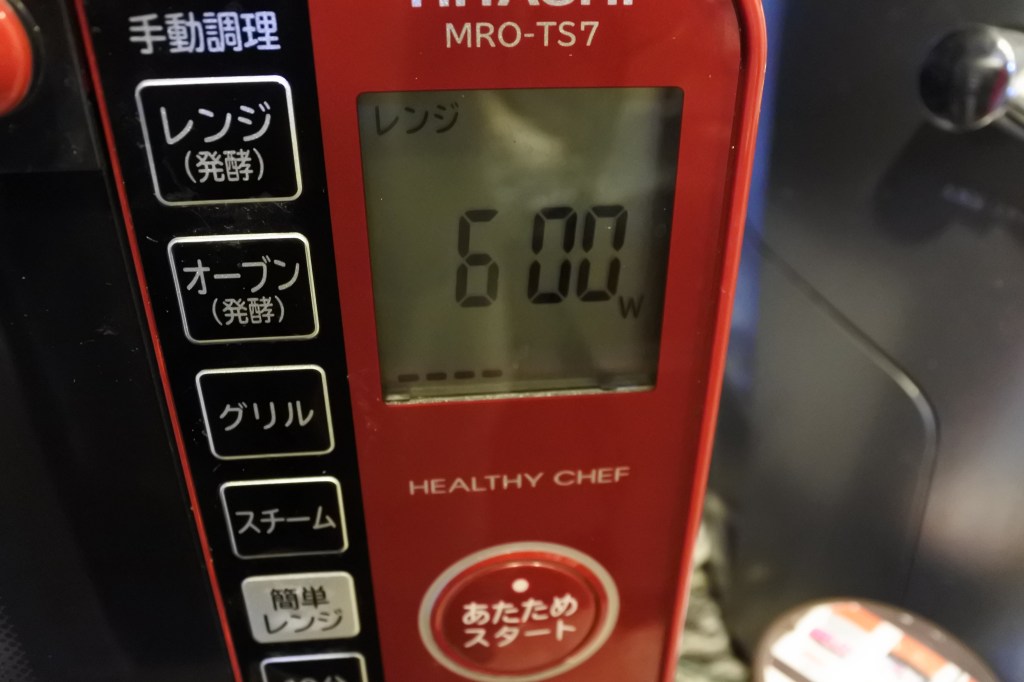 HITACHI
MRO-TS7
手動調理
レンジ
(発酵)
オーブン
(発酵)
グリル
スチーム
簡単
レンジ
レンジ
600
W
HEALTHY CHEF
あたため
スタート